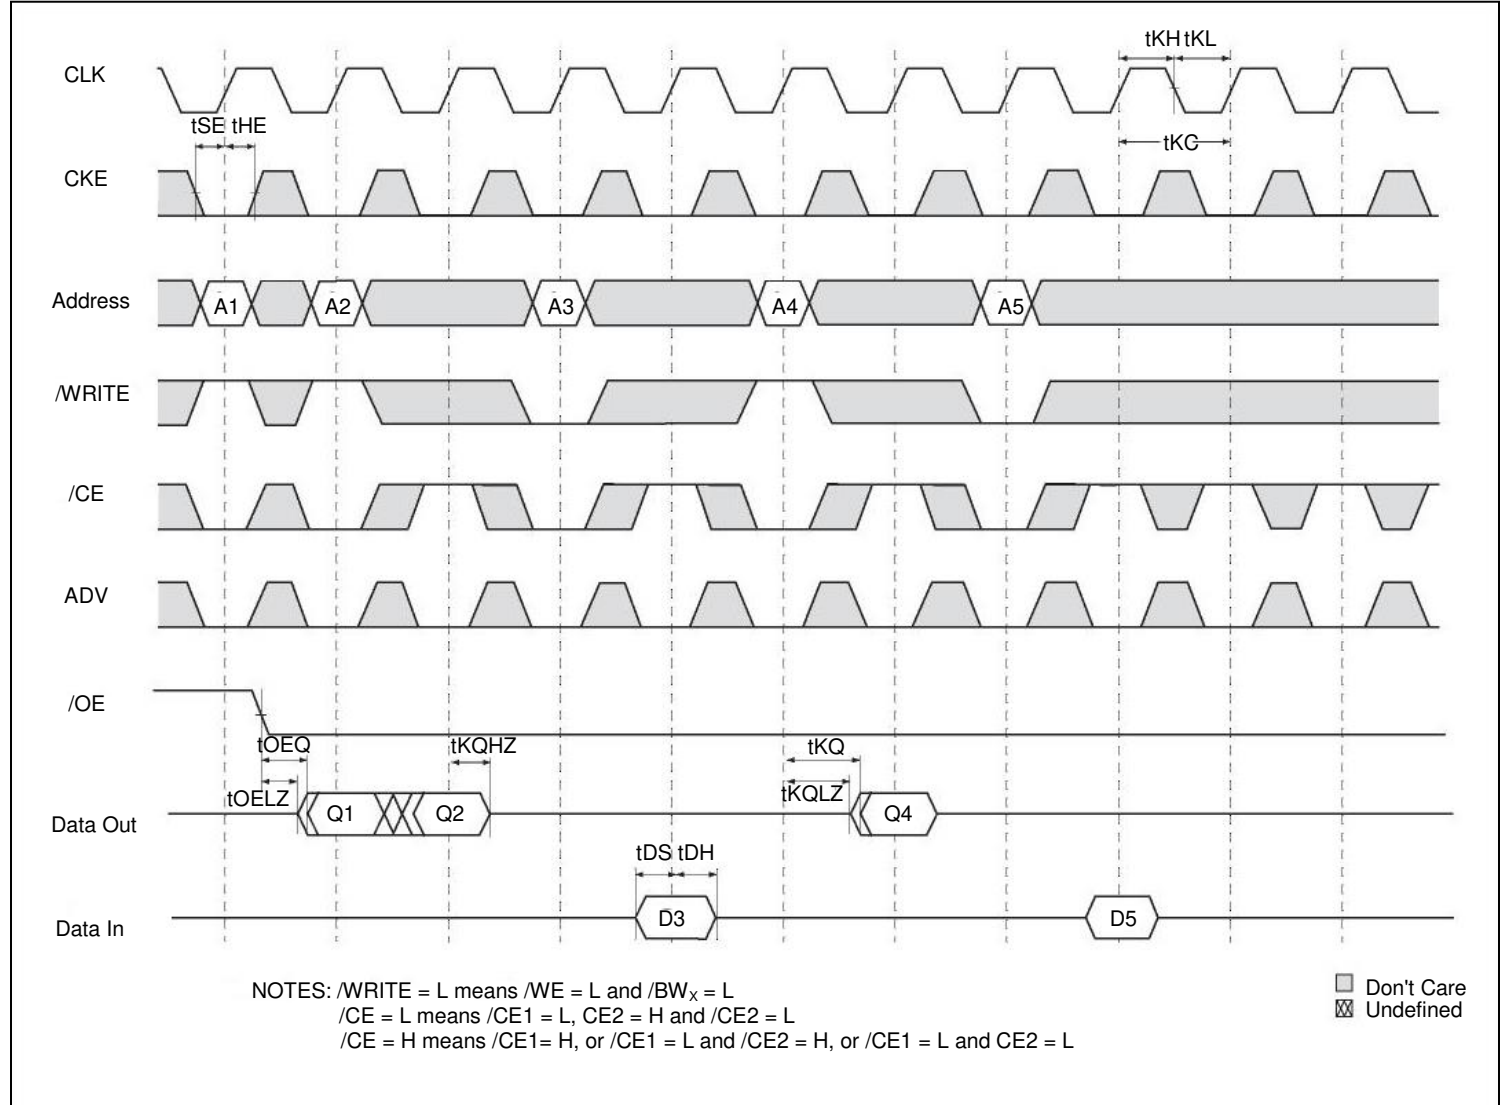 tKH tKL
CLK
tSE tHE
tKC
CKE
Address
A1
A2
A3
A4
A5
/WRITE
/CE
ADV
/OE
tOEQ
tKQHZ
tKQ
tOELZ
tKQLZ
Q1
Q2
Q4
Data Out
tDS tDH
D3
D5
Data In
NOTES: /WRITE = L means /WE = L and /BWX = L
/CE = L means /CE1 = L, CE2 = H and /CE2 = L
/CE = H means /CE1= H, or /CE1 = L and /CE2 = H, or /CE1 = L and CE2 = L
Don't Care
Undefined